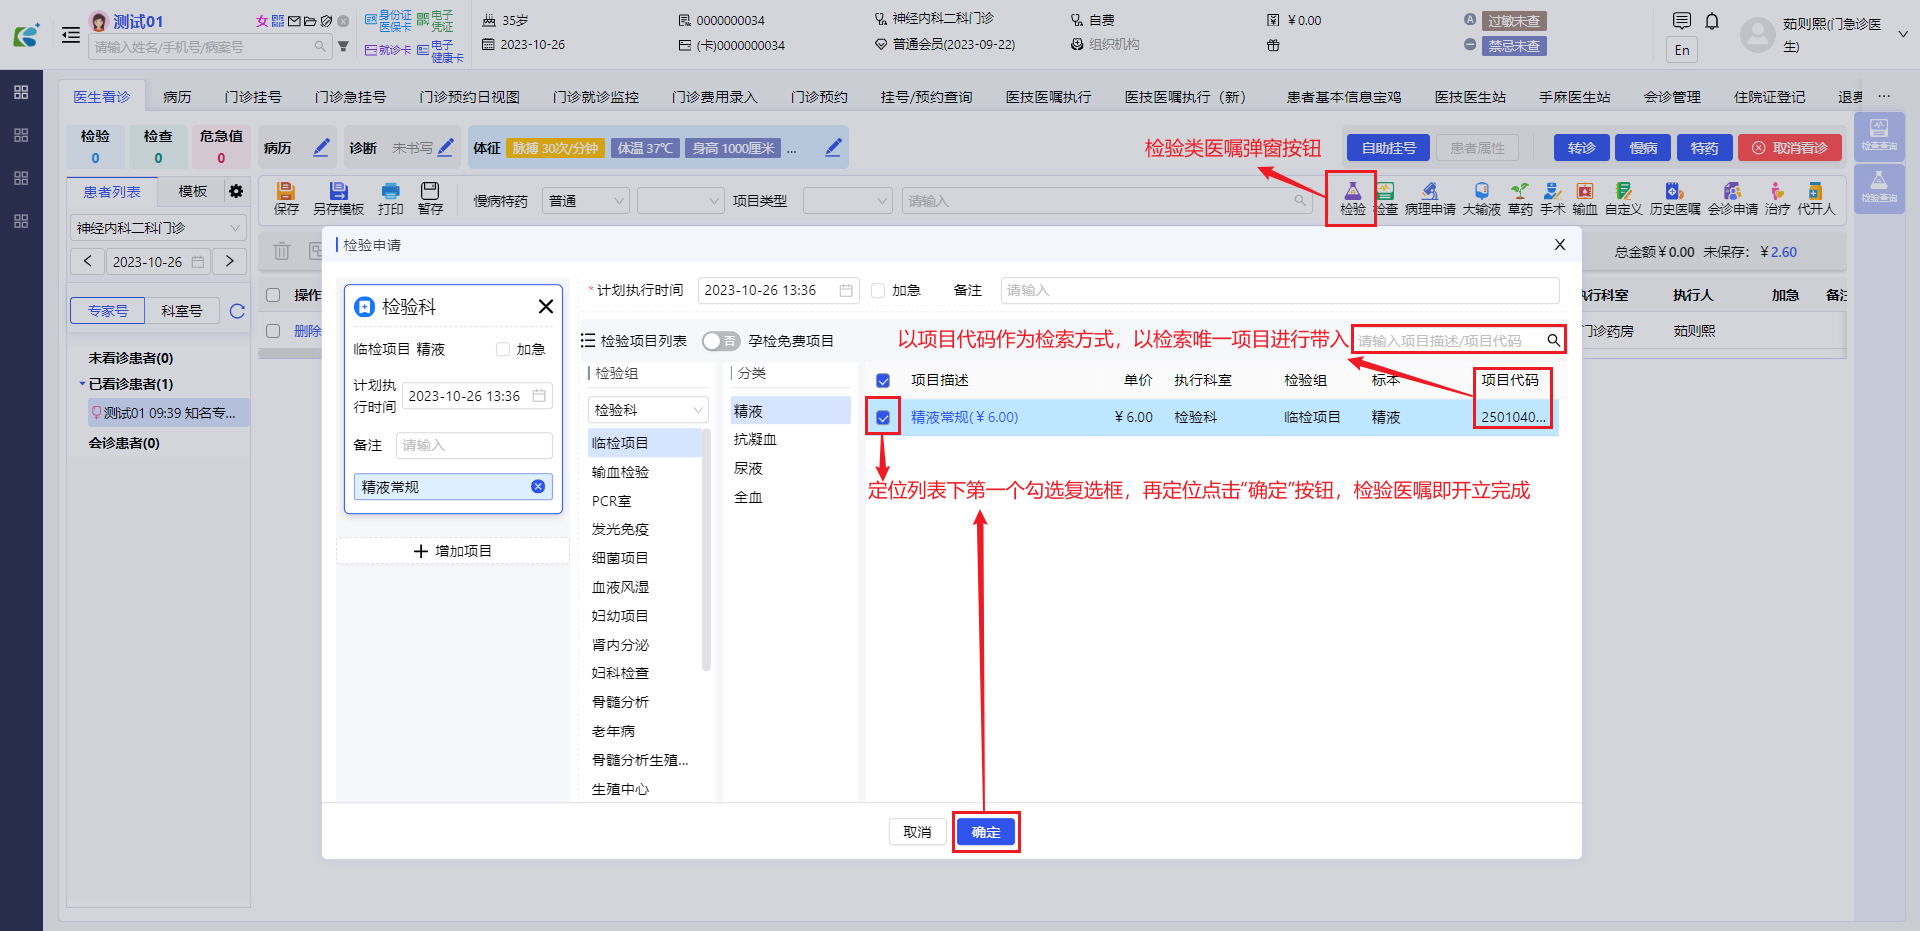 测试01
女
请输入姓名/手机号/病案号
身份证
医保卡
电子
凭证
就诊卡
电子
健康卡
35岁
2023-10-26
0000000034
(卡)0000000034
神经内科二科门诊
普通会员(2023-09-22)
自费
组织机构
￥0.00
A
过敏未查
禁忌未查
En
茹则熙(门急诊医
生)
医生看诊
病历
门诊挂号
门诊急挂号
门诊预约日视图
门诊就诊监控
门诊费用录入
门诊预约
挂号/预约查询
医技医嘱执行
医技医嘱执行（新）
患者基本信息宝鸡
医技医生站
手麻医生站
会诊管理
住院证登记
退费
...
检验
0
检查
0
危急值
0
病历
诊断
未书写
体征
脉搏 30次/分钟
体温 37℃
身高 1000厘米
...
检验类医嘱弹窗按钮
自助挂号
患者属性
转诊
慢病
特药
取消看诊
检查查询
检验查询
患者列表
模板
保存
另存模板
打印
暂存
慢病特药
普通
项目类型
请输入
检验
检查
病理申请
大输液
草药
手术
输血
自定义
历史医嘱
会诊申请
治疗
代开人
神经内科二科门诊
2023-10-26
专家号
科室号
未看诊患者(0)
已看诊患者(1)
测试01 09:39 知名专...
会诊患者(0)
总金额￥0.00 未保存：￥2.60
操作
执行科室
执行人
加急
备注
删除
门诊药房
茹则熙
检验申请
X
检验科
临检项目 精液
加急
计划执
行时间
2023-10-26 13:36
备注
请输入
精液常规
增加项目
*计划执行时间
2023-10-26 13:36
加急
备注
请输入
检验项目列表
否
孕检免费项目
以项目代码作为检索方式，以检索唯一项目进行带入
请输入项目描述/项目代码
检验组
检验科
临检项目
输血检验
PCR室
发光免疫
细菌项目
血液风湿
妇幼项目
肾内分泌
妇科检查
骨髓分析
老年病
骨髓分析生殖...
生殖中心
分类
精液
抗凝血
尿液
全血
项目描述
单价
执行科室
检验组
标本
项目代码
精液常规(￥6.00)
￥6.00
检验科
临检项目
精液
2501040...
定位列表下第一个勾选复选框，再定位点击“确定”按钮，检验医嘱即开立完成
取消
确定